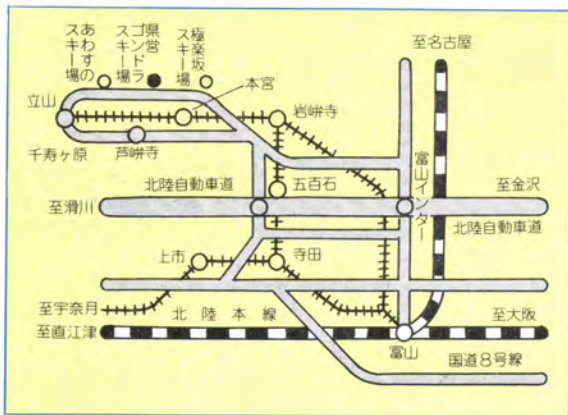 至名古屋
極楽坂
スキー場
県営
ゴンドラ
スキー場
あわすの
スキー場
本宮
立山
岩峅寺
千寿ヶ原
芦峅寺
富山インター
五百石
北陸自動車道
至金沢
至滑川
北陸自動車道
上市
寺田
至宇奈月
北陸本線
至大阪
至直江津
富山
国道8号線